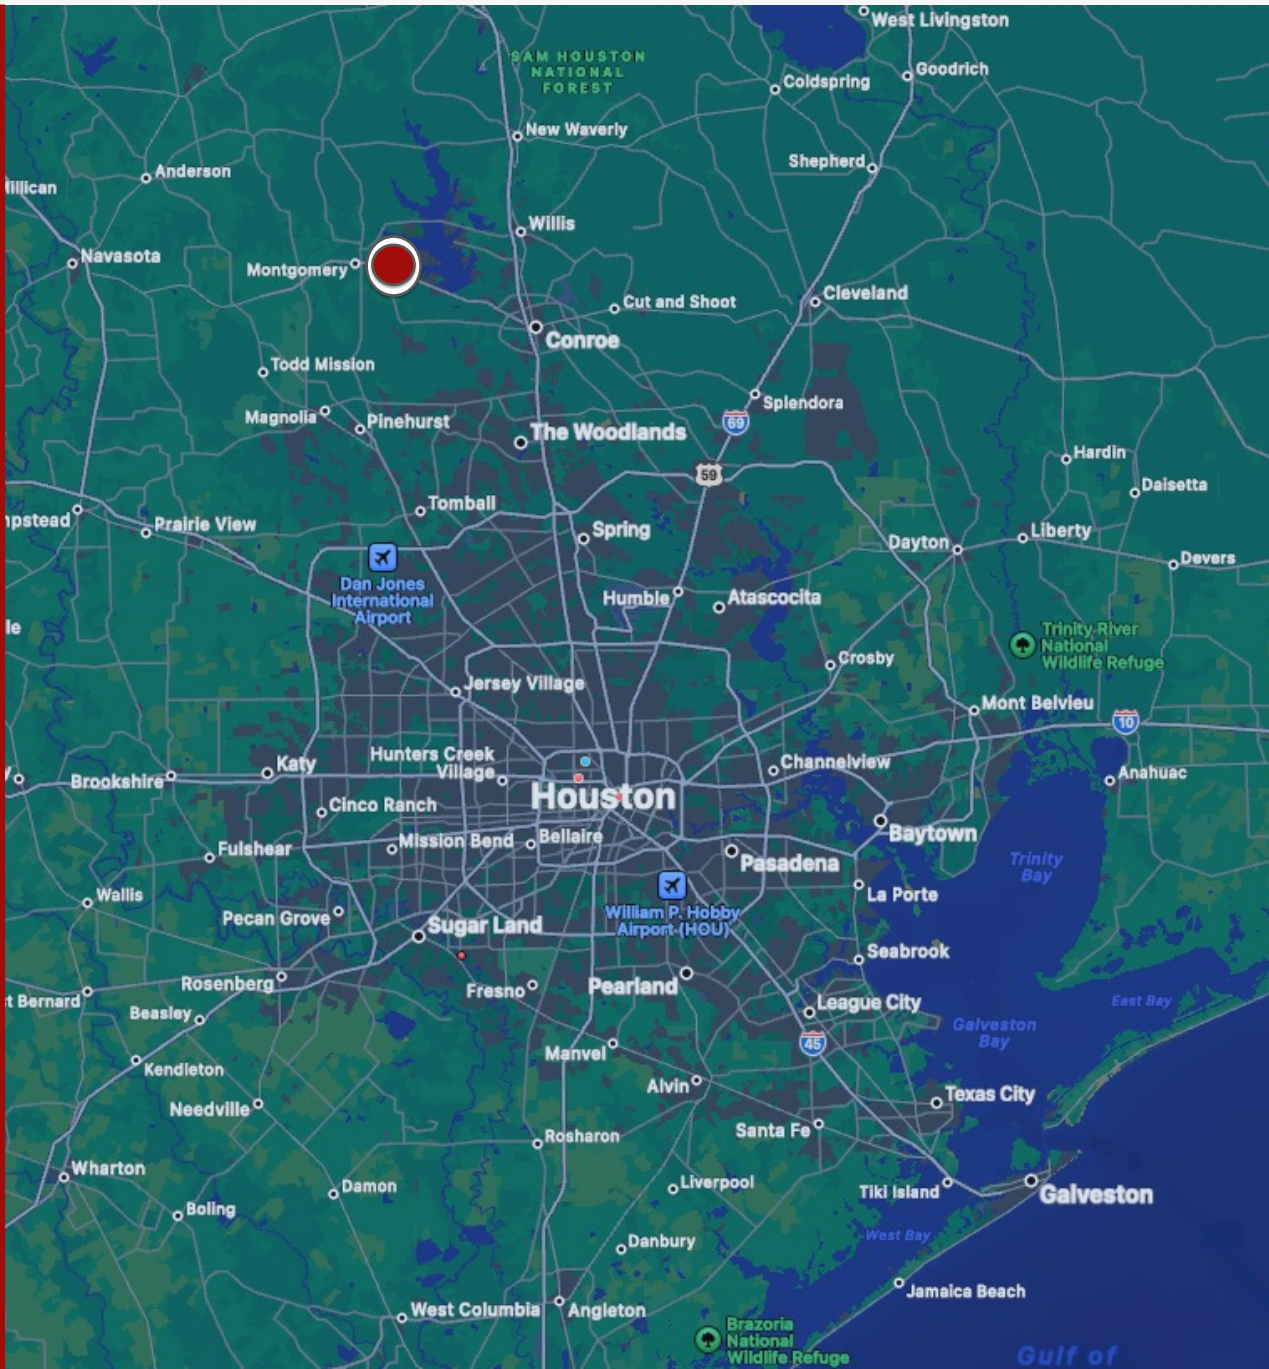 West Livingston
SAM HOUSTON
NATIONAL
FOREST
Goodrich
Coldspring
New Waverly
Shepherd
Anderson
Millican
Willis
Navasota
Montgomery
Cut and Shoot
Cleveland
Conroe
Todd Mission
Splendora
Magnolia
Pinehurst
69
The Woodlands
Hardin
59
Daisetta
Tomball
mpstead
Prairie View
Spring
Liberty
Dayton
Devers
Dan Jones
International
Airport
Humble
Atascocita
le
Trinity River
National
Wildlife Refuge
Crosby
Jersey Village
Mont Belvieu
10
Hunters Creek
Village
Katy
Channelview
y
Brookshire
Anahuac
Houston
Cinco Ranch
Mission Bend
Bellaire
Baytown
Fulshear
Pasadena
Trinity
Bay
Wallis
La Porte
Pecan Grove
Sugar Land
William P. Hobby
Airport (HOU)
Seabrook
Rosenberg
Fresno
Pearland
t Bernard
League City
East Bay
Beasley
Galveston
Bay
45
Manvel
Kendleton
Alvin
Texas City
Needville
Santa Fe
Rosharon
Wharton
Damon
Liverpool
Tiki Island
Galveston
Boling
West Bay
Danbury
Jamaica Beach
West Columbia
Angleton
Brazoria
National
Wildlife Refuge
Gulf of